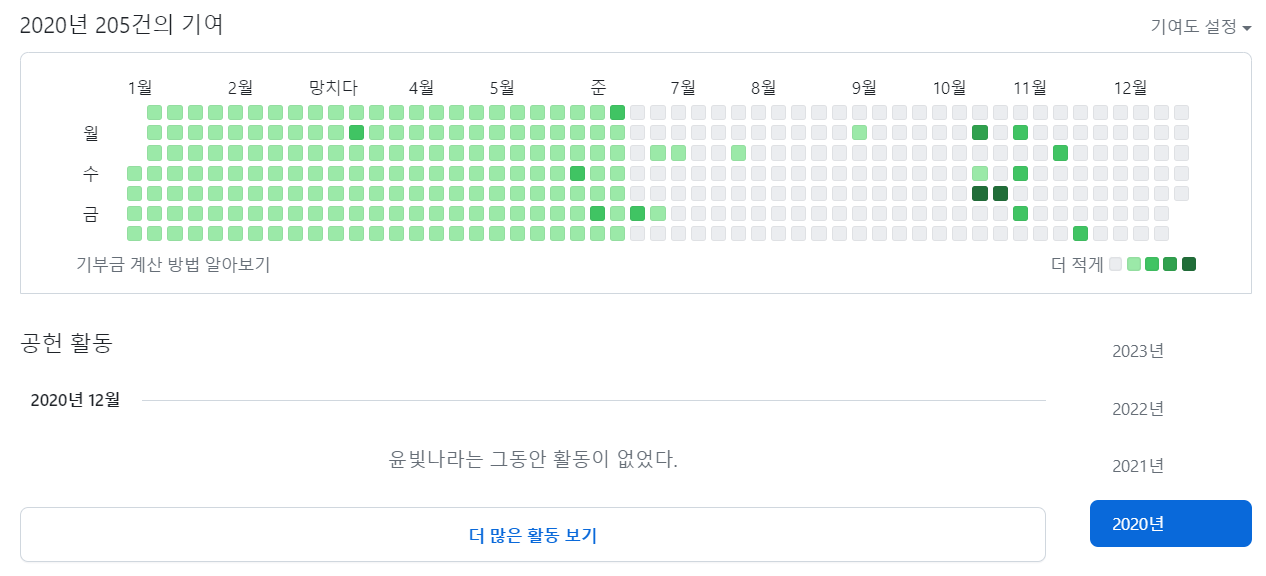 2020년 205건의 기여
기여도 설정
1월 2월 망치다 4월 5월 준 7월 8월 9월 10월 11월 12월
월
수
금
기부금 계산 방법 알아보기
더 적게
공헌 활동
2023년
2020년 12월
2022년
윤빛나라는 그동안 활동이 없었다.
2021년
2020년
더 많은 활동 보기